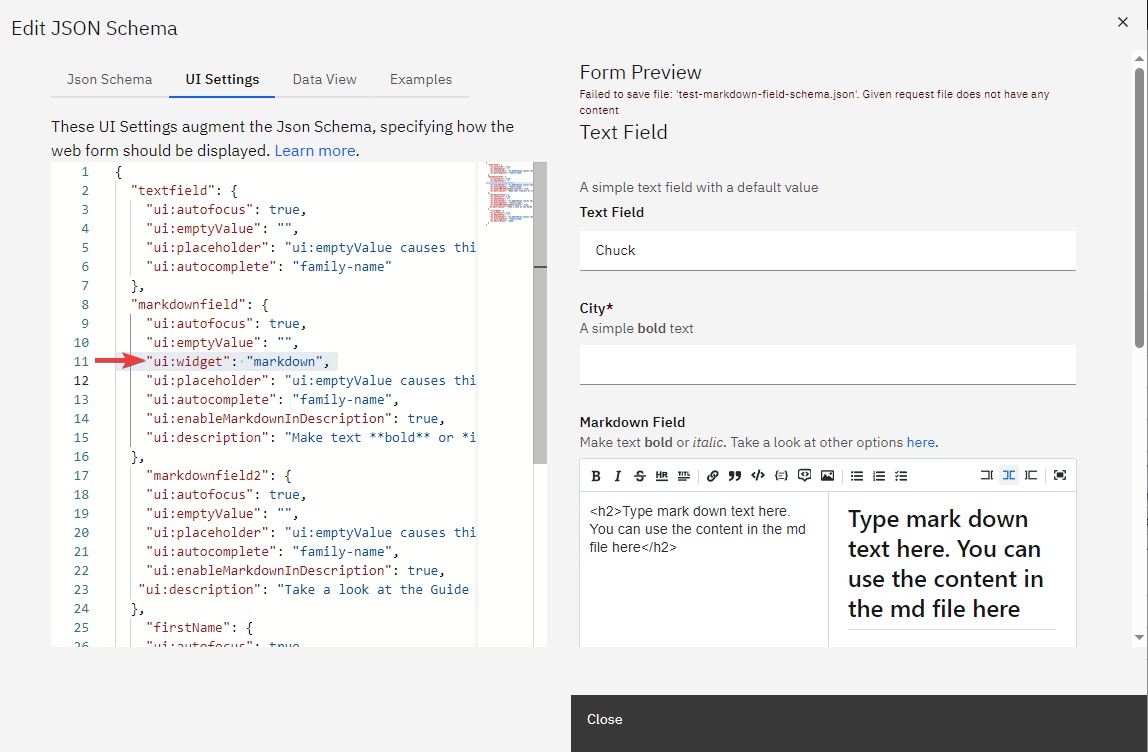 Edit JSON Schema
Json Schema UI Settings Data View Examples
These UI Settings augment the Json Schema, specifying how the
web form should be displayed. Learn more.
1 {
2 "textfield": {
3 "ui:autofocus": true,
4 "ui:emptyValue": "",
5 "ui:placeholder": "ui:emptyValue causes thi
6 "ui:autocomplete": "family-name"
7 },
8 "markdownfield": {
9 "ui:autofocus": true,
10 "ui:emptyValue": "",
11 "ui:widget": "markdown",
12 "ui:placeholder": "ui:emptyValue causes thi
13 "ui:autocomplete": "family-name",
14 "ui:enableMarkdownInDescription": true,
15 "ui:description": "Make text **bold** or *i
16 },
17 "markdownfield2": {
18 "ui:autofocus": true,
19 "ui:emptyValue": "",
20 "ui:placeholder": "ui:emptyValue causes thi
21 "ui:autocomplete": "family-name",
22 "ui:enableMarkdownInDescription": true,
23 "ui:description": "Take a look at the Guide
24 },
25 "firstName": {
26 "ui:autofocus": true
Form Preview
Failed to save file: 'test-markdown-field-schema.json'. Given request file does not have any
content
Text Field
A simple text field with a default value
Text Field
Chuck
City*
A simple bold text
Markdown Field
Make text bold or italic. Take a look at other options here.
B I S HR TITL
<h2>Type mark down text here.
You can use the content in the md
file here</h2>
Type mark down
text here. You can
use the content in
the md file here
Close